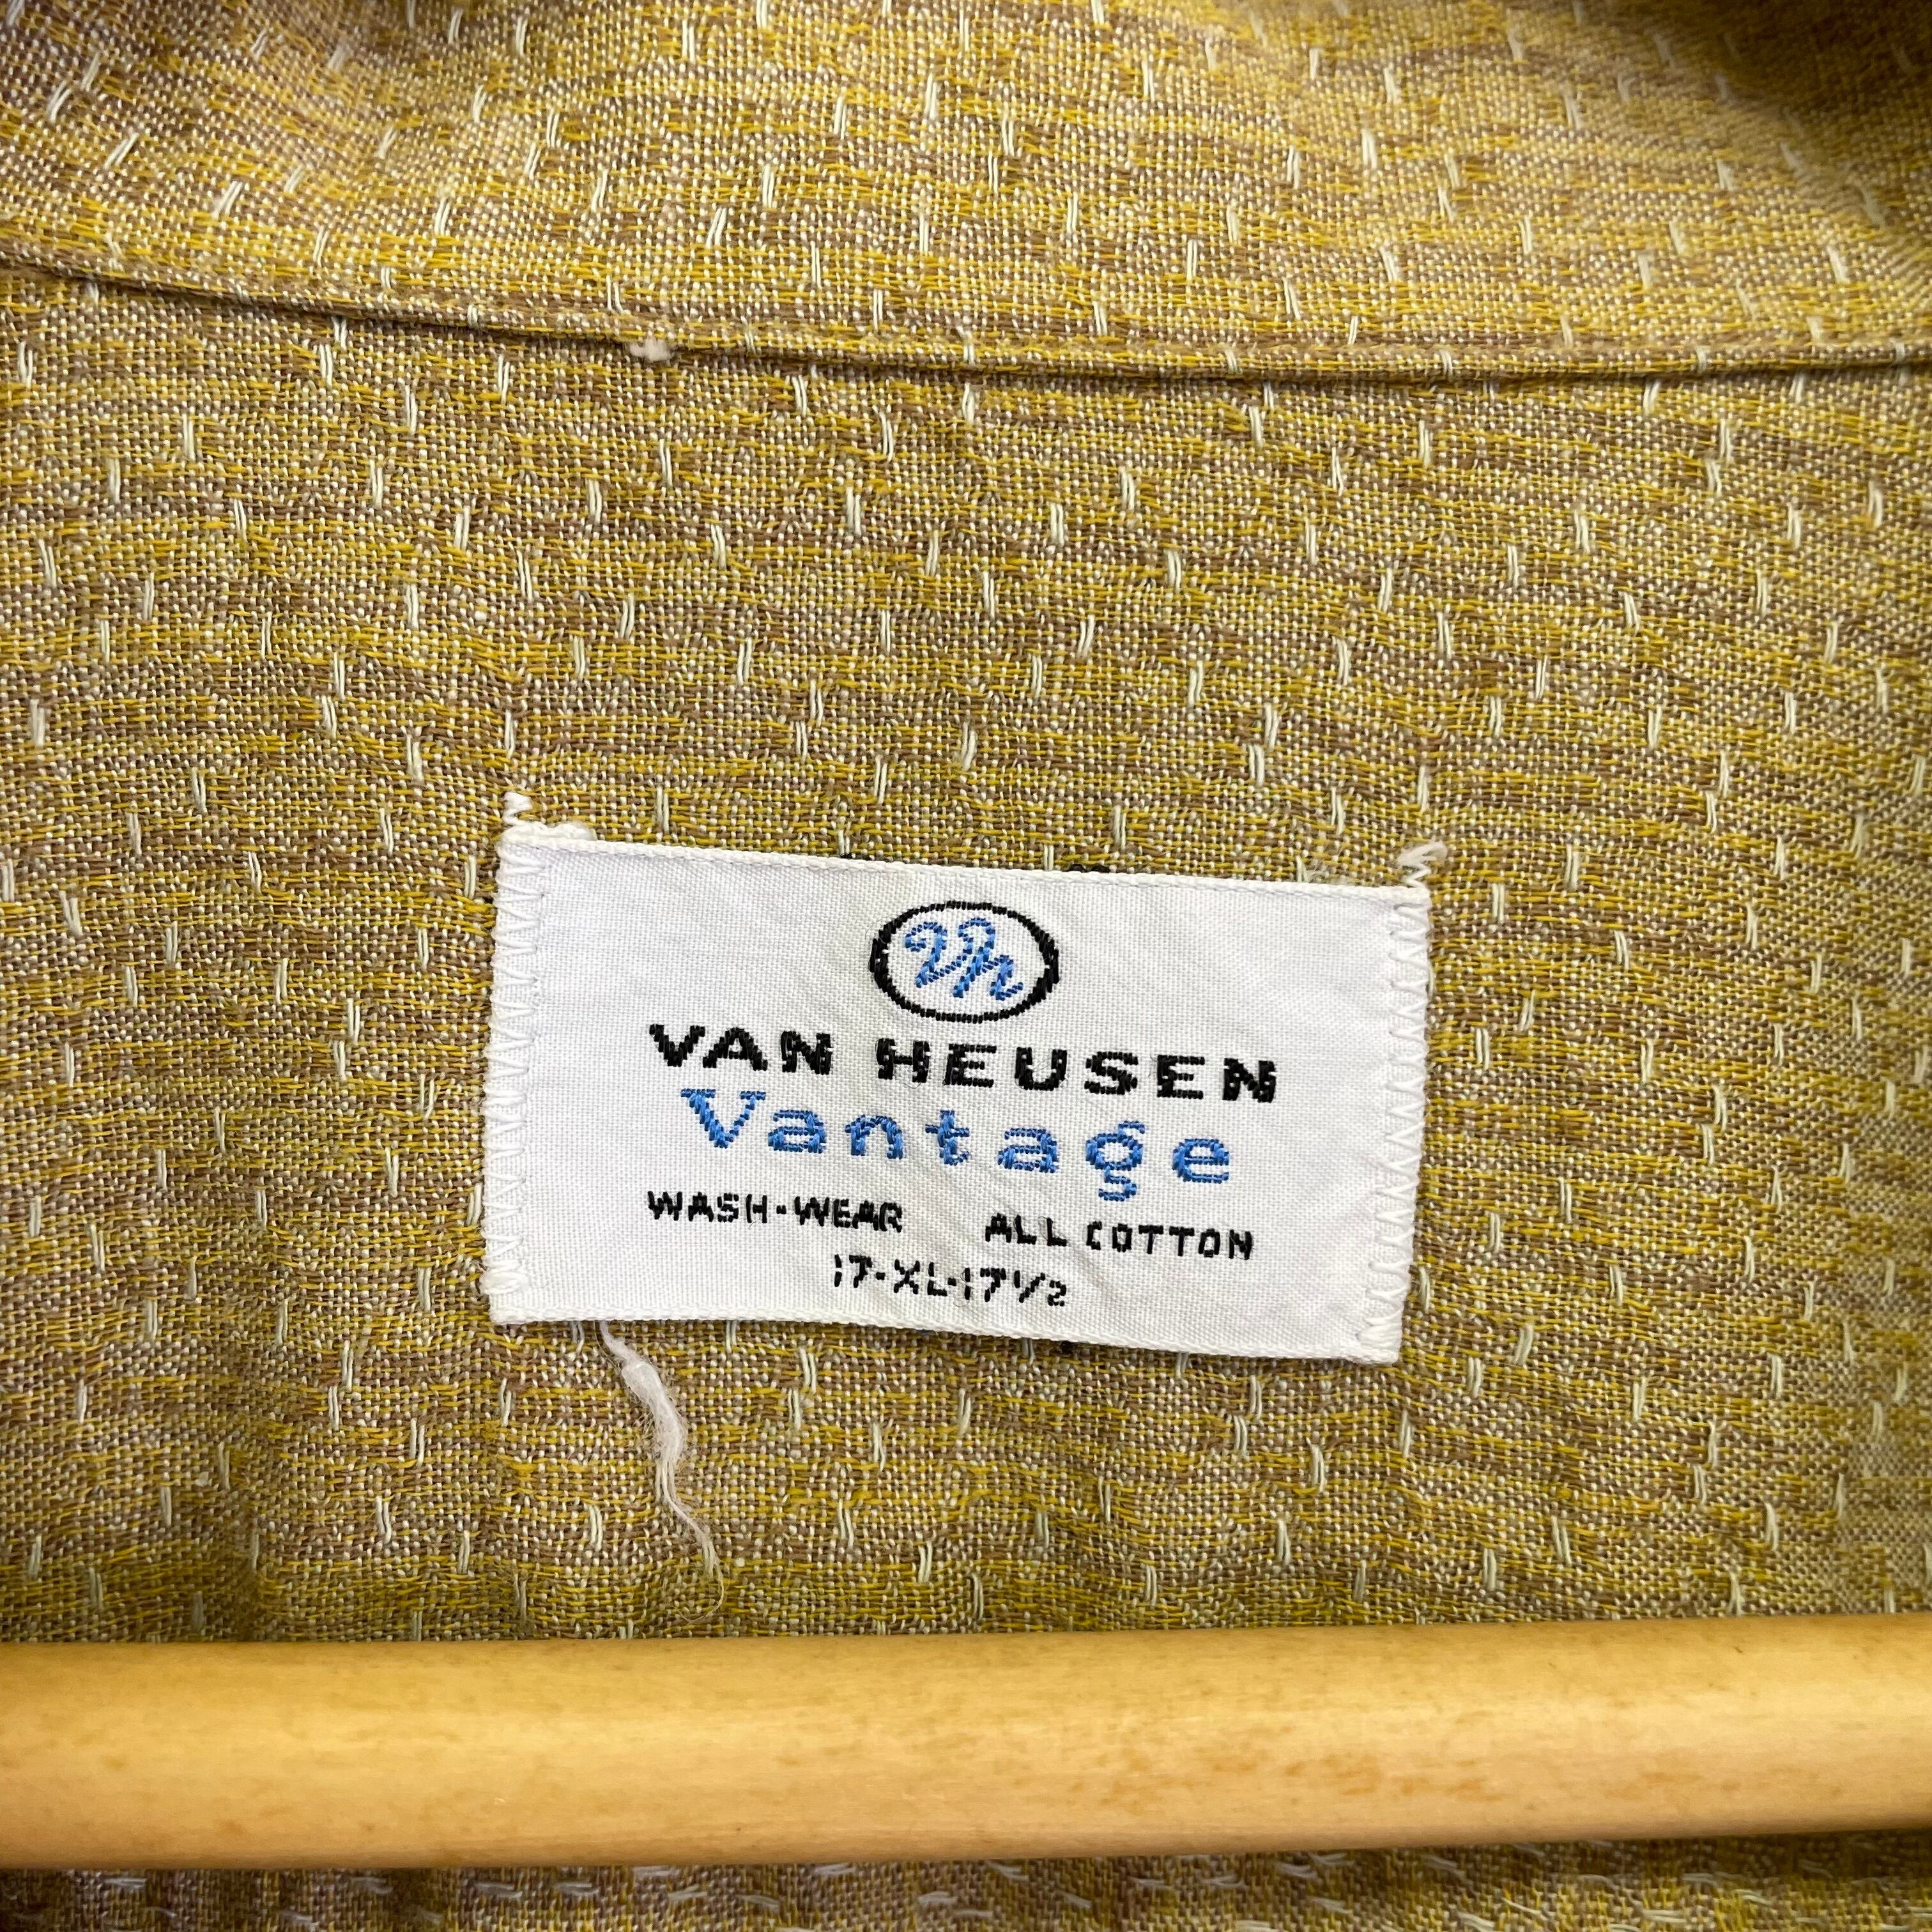 Vh
VAN HEUSEN
Vantage
WASH-WEAR ALL COTTON
17-XL-17½